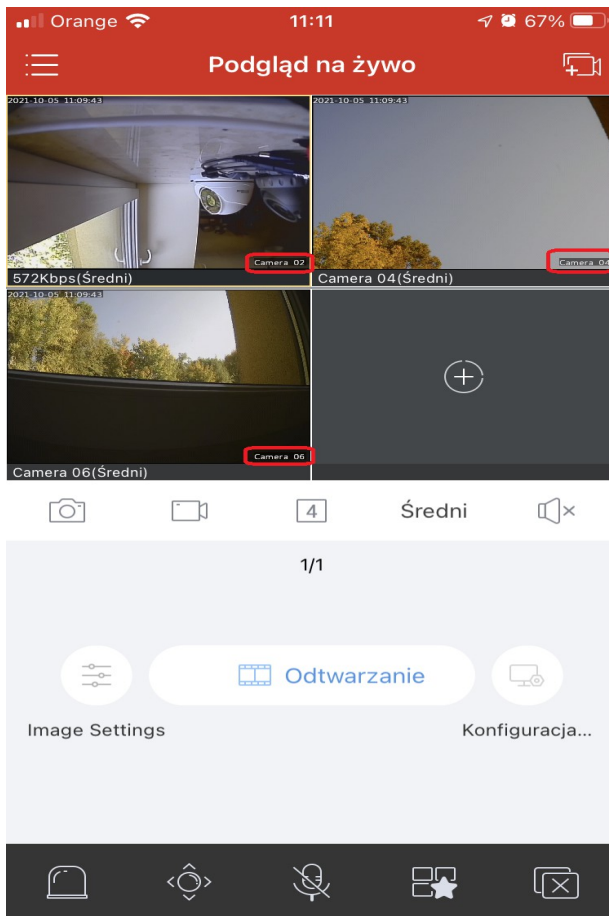 Orange 11:11 67%
Podgląd na żywo
2021-10-05 11:09:43 2021-10-05 11:09:43
Camera 02 Camera 04
572Kbps(Średni) Camera 04(Średni)
2021-10-05 11:09:43
Camera 06
Camera 06(Średni)
4 Średni
1/1
Odtwarzanie
Image Settings Konfiguracja...